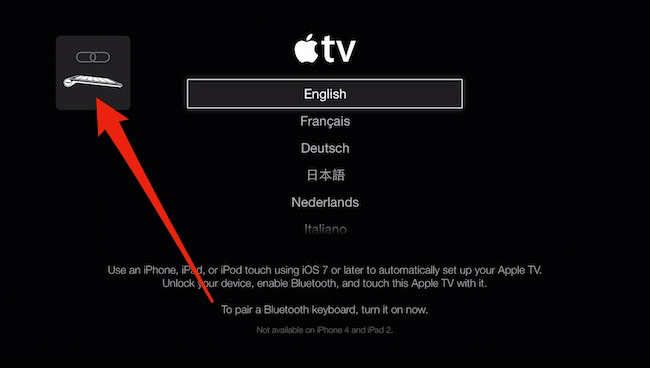 tv
English
Français
Deutsch
日本語
Nederlands
Italiano
Use an iPhone, iPad, or iPod touch using iOS 7 or later to automatically set up your Apple TV.
Unlock your device, enable Bluetooth, and touch this Apple TV with it.
To pair a Bluetooth keyboard, turn it on now.
Not available on iPhone 4 and iPad 2.